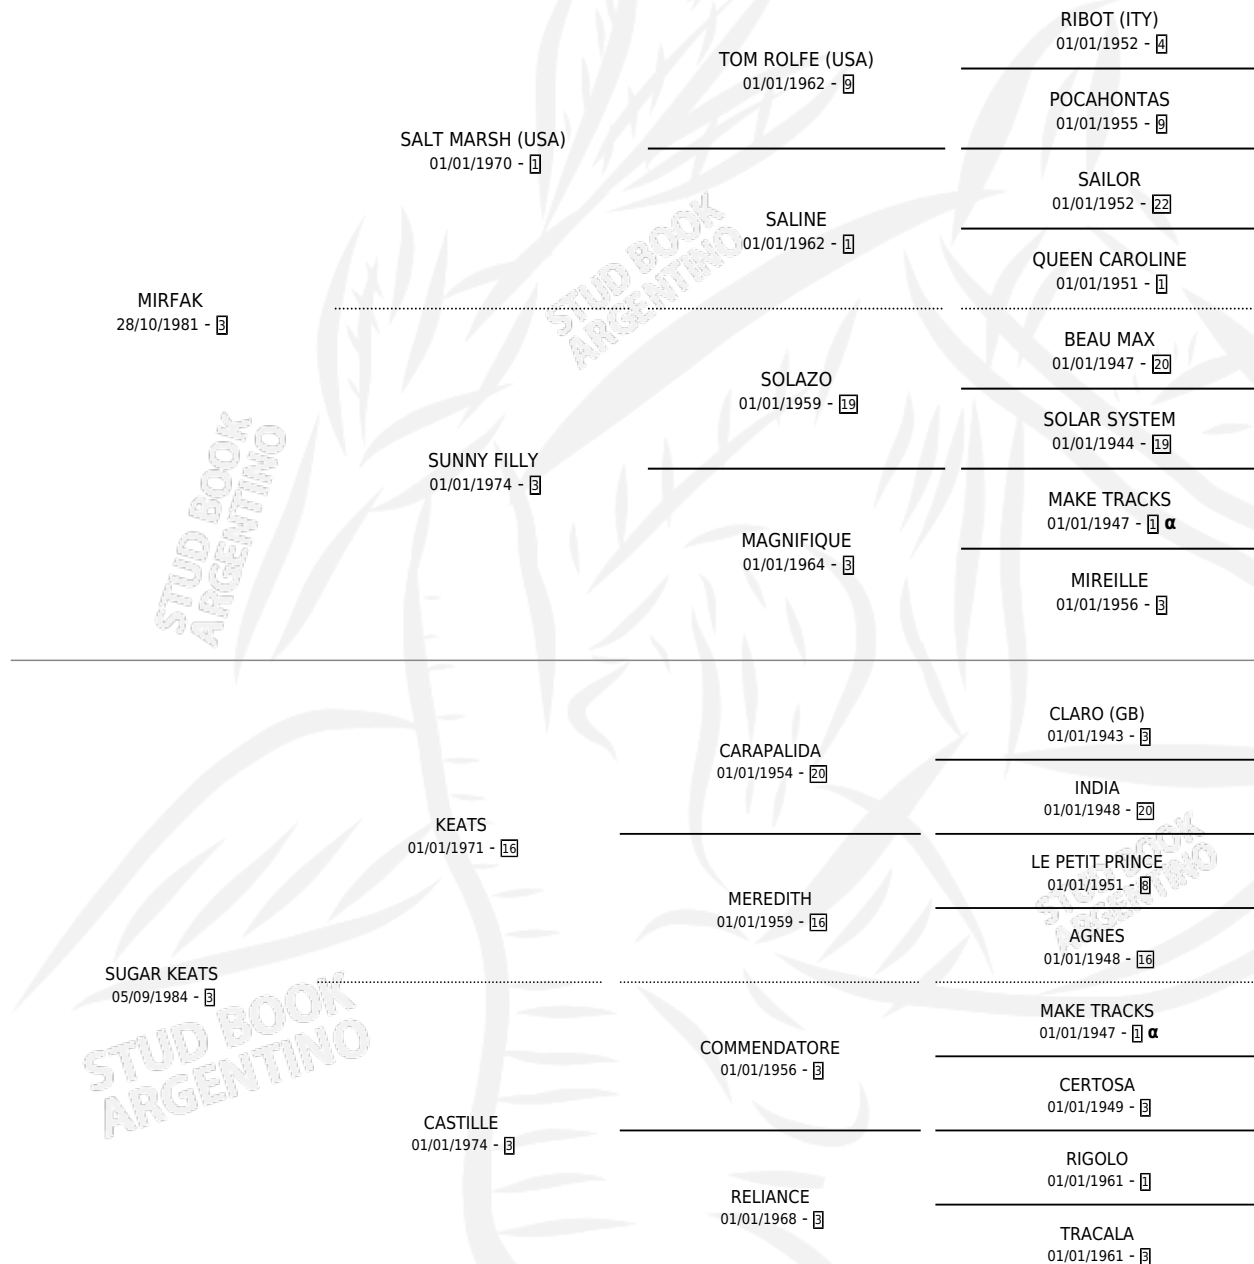 RIBOT (ITY)
01/01/1952 - 4
TOM ROLFE (USA)
01/01/1962 - 9
POCAHONTAS
01/01/1955 - 9
SALT MARSH (USA)
01/01/1970 - 1
SAILOR
01/01/1952 - 22
SALINE
01/01/1962 - 1
QUEEN CAROLINE
01/01/1951 - 1
MIRFAK
28/10/1981 - 3
BEAU MAX
01/01/1947 - 20
SOLAZO
01/01/1959 - 19
SOLAR SYSTEM
01/01/1944 - 19
SUNNY FILLY
01/01/1974 - 3
MAKE TRACKS
01/01/1947 - 1 α
MAGNIFIQUE
01/01/1964 - 3
MIREILLE
01/01/1956 - 3
CLARO (GB)
01/01/1943 - 3
CARAPALIDA
01/01/1954 - 20
INDIA
01/01/1948 - 20
KEATS
01/01/1971 - 16
LE PETIT PRINCE
01/01/1951 - 8
MEREDITH
01/01/1959 - 16
AGNES
01/01/1948 - 16
SUGAR KEATS
05/09/1984 - 3
MAKE TRACKS
01/01/1947 - 1 α
COMMENDATORE
01/01/1956 - 3
CERTOSA
01/01/1949 - 3
CASTILLE
01/01/1974 - 3
RIGOLO
01/01/1961 - 1
RELIANCE
01/01/1968 - 3
TRACALA
01/01/1961 - 3
STUD BOOK
ARGENTINO
STUD BOOK
ARGENTINO
STUD BOOK
ARGENTINO
STUD BOOK
ARGENTINO